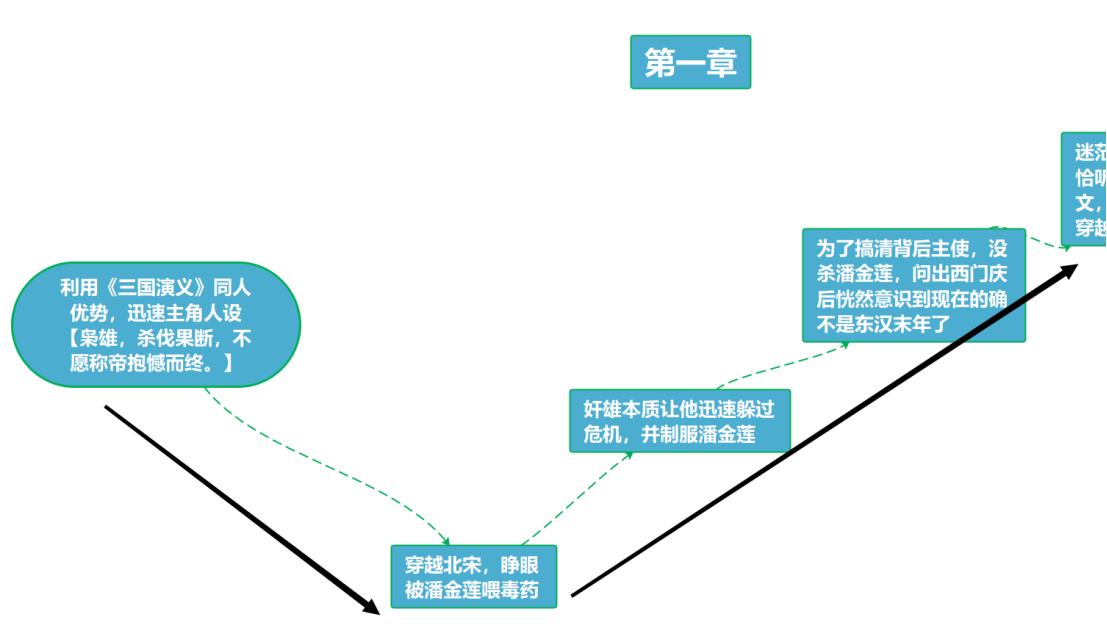 第一章
利用《三国演义》同人
优势，迅速主角人设
【枭雄，杀伐果断，不
愿称帝抱憾而终。】
穿越北宋，睁眼
被潘金莲喂毒药
奸雄本质让他迅速躲过
危机，并制服潘金莲
为了搞清背后主使，没
杀潘金莲，问出西门庆
后恍然意识到现在的确
不是东汉末年了
迷茫
恰听
文，
穿越